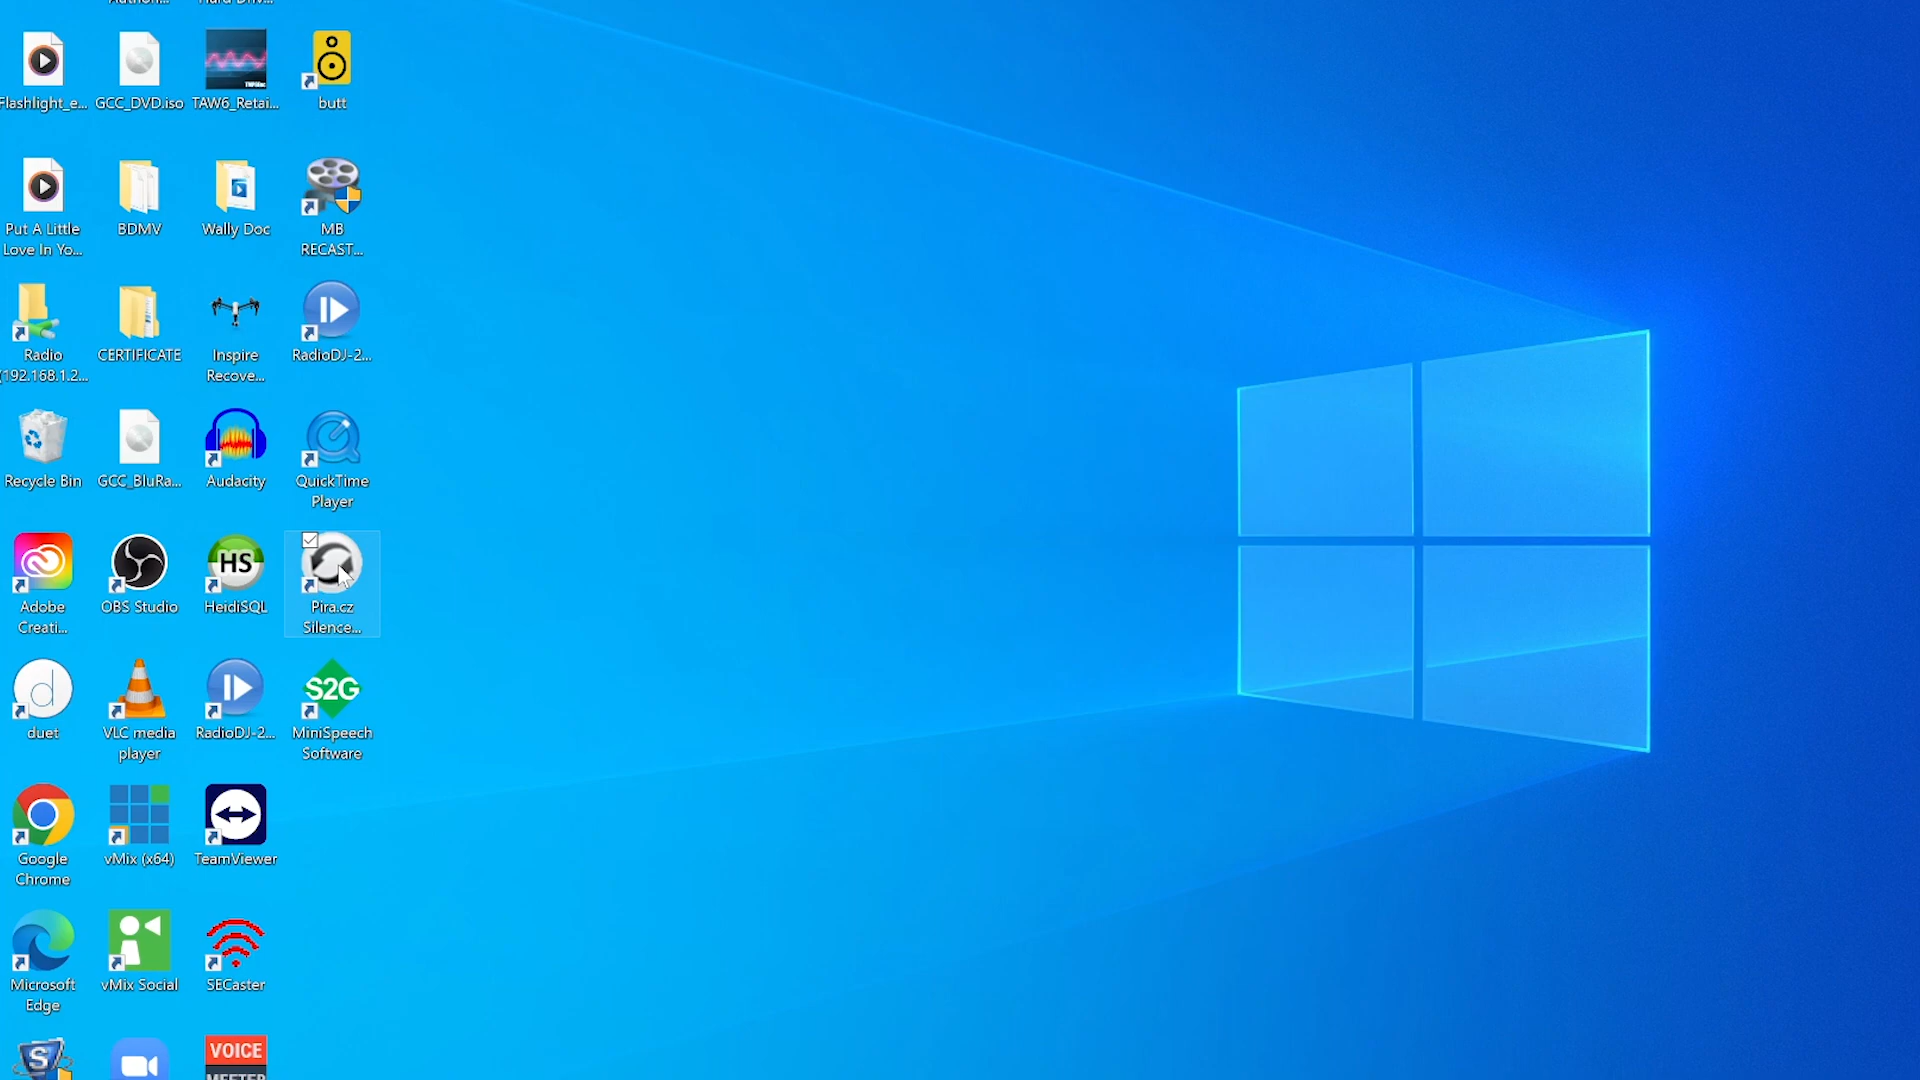 Flashlight_e...
GCC_DVD.iso
TAW6_Retai...
butt
Put A Little
Love In Yo...
BDMV
Wally Doc
MB
RECAST...
Radio
(192.168.1.2...
CERTIFICATE
Inspire
Recove...
RadioDJ-2...
Recycle Bin
GCC_BluRa...
Audacity
QuickTime
Player
Adobe
Creati...
OBS Studio
HS
HeidiSQL
Pira.cz
Silence...
d
duet
VLC media
player
RadioDJ-2...
S2G
MiniSpeech
Software
Google
Chrome
vMix (x64)
TeamViewer
Microsoft
Edge
vMix Social
SECaster
S
VOICE
MEETER